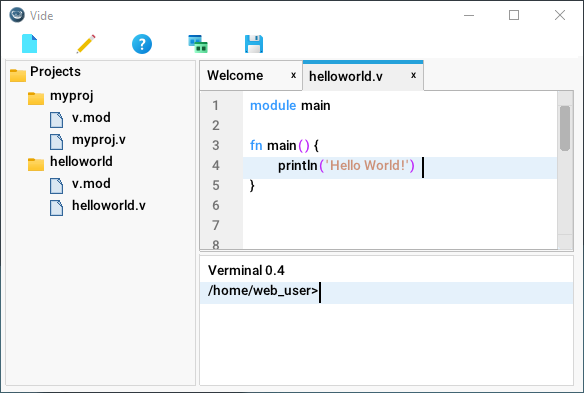 Vide
Projects
myproj
v.mod
myproj.v
helloworld
v.mod
helloworld.v
Welcome x
helloworld.v x
1 module main
2
3 fn main() {
4 println('Hello World!')
5 }
6
7
8
Verminal 0.4
/home/web_user>